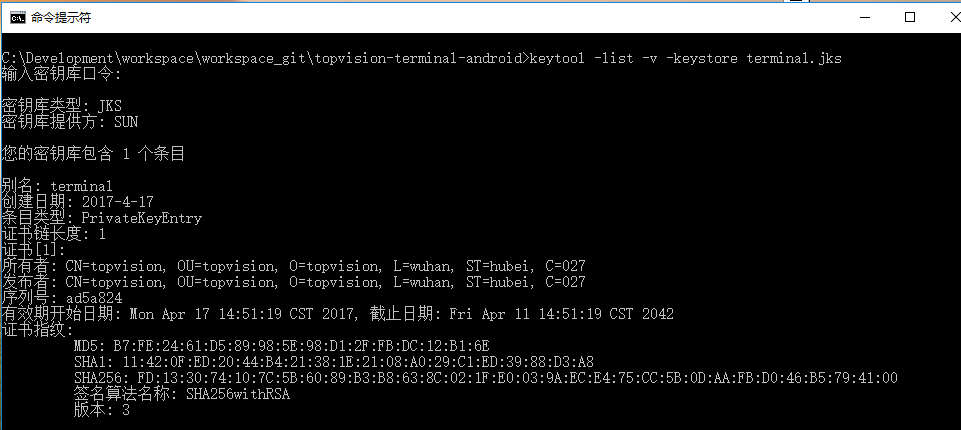 命令提示符
C:\Development\workspace\workspace_git\topvision-terminal-android>keytool -list -v -keystore terminal.jks
输入密钥库口令:
密钥库类型: JKS
密钥库提供方: SUN
您的密钥库包含 1 个条目
别名: terminal
创建日期: 2017-4-17
条目类型: PrivateKeyEntry
证书链长度: 1
证书[1]:
所有者: CN=topvision, OU=topvision, O=topvision, L=wuhan, ST=hubei, C=027
发布者: CN=topvision, OU=topvision, O=topvision, L=wuhan, ST=hubei, C=027
序列号: ad5a824
有效期开始日期: Mon Apr 17 14:51:19 CST 2017, 截止日期: Fri Apr 11 14:51:19 CST 2042
证书指纹:
MD5: B7:FE:24:61:D5:89:98:5E:98:D1:2F:FB:DC:12:B1:6E
SHA1: 11:42:0F:ED:20:44:B4:21:38:1E:21:08:A0:29:C1:ED:39:88:D3:A8
SHA256: FD:13:30:74:10:7C:5B:60:89:B3:B8:63:8C:02:1F:E0:03:9A:EC:E4:75:CC:5B:0D:AA:FB:D0:46:B5:79:41:00
签名算法名称: SHA256withRSA
版本: 3